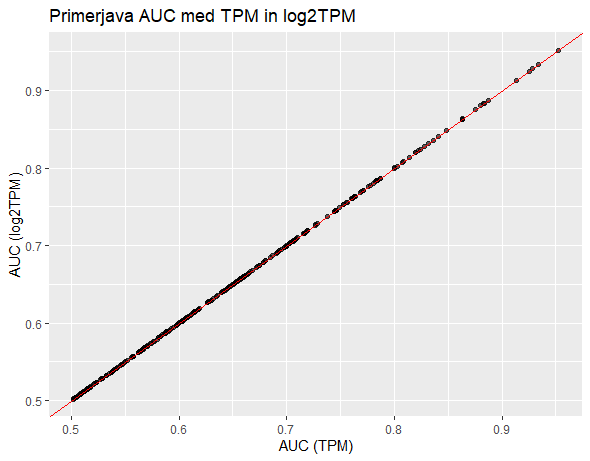 Primerjava AUC med TPM in log2TPM
AUC (log2TPM)
0.9
0.8
0.7
0.6
0.5
0.5 0.6 0.7 0.8 0.9
AUC (TPM)